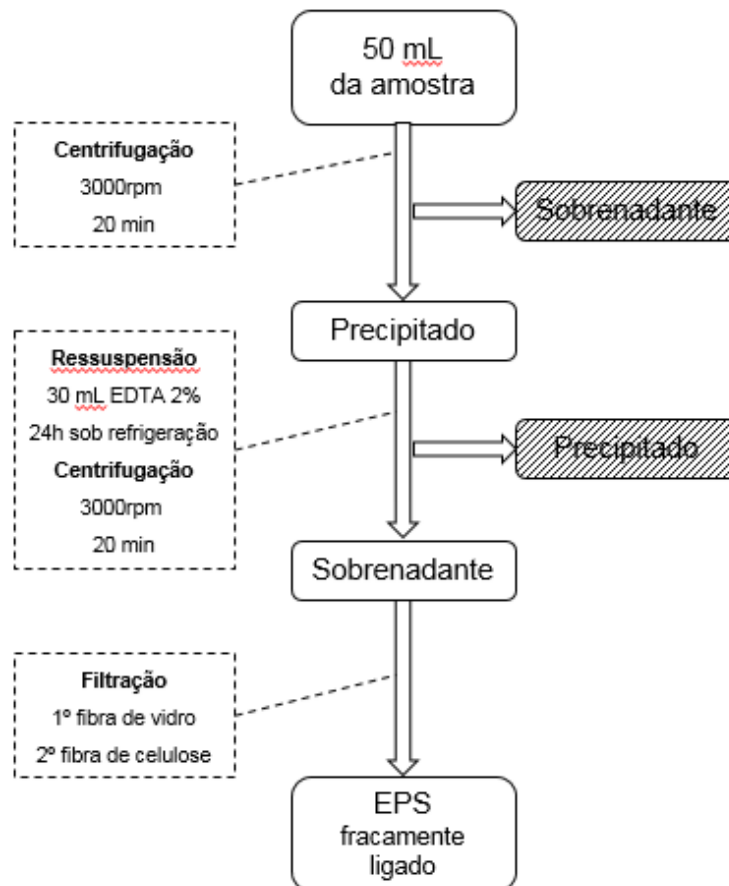 50 mL
da amostra
Centrifugação
3000rpm
20 min
Sobrenadante
Precipitado
Ressuspensão
30 mL EDTA 2%
24h sob refrigeração
Centrifugação
3000rpm
20 min
Precipitado
Sobrenadante
Filtração
1º fibra de vidro
2º fibra de celulose
EPS
fracamente
ligado